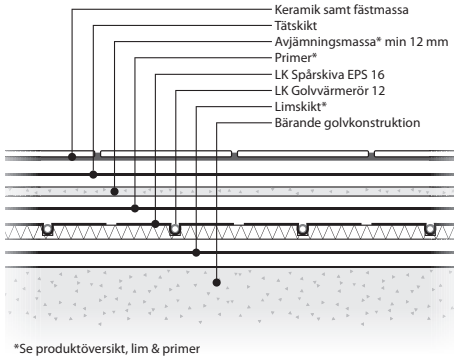 Keramik samt fästmassa
Tätskikt
Avjämningsmassa* min 12 mm
Primer*
LK Spårskiva EPS 16
LK Golvvärmerör 12
Limskikt*
Bärande golvkonstruktion
*Se produktöversikt, lim & primer